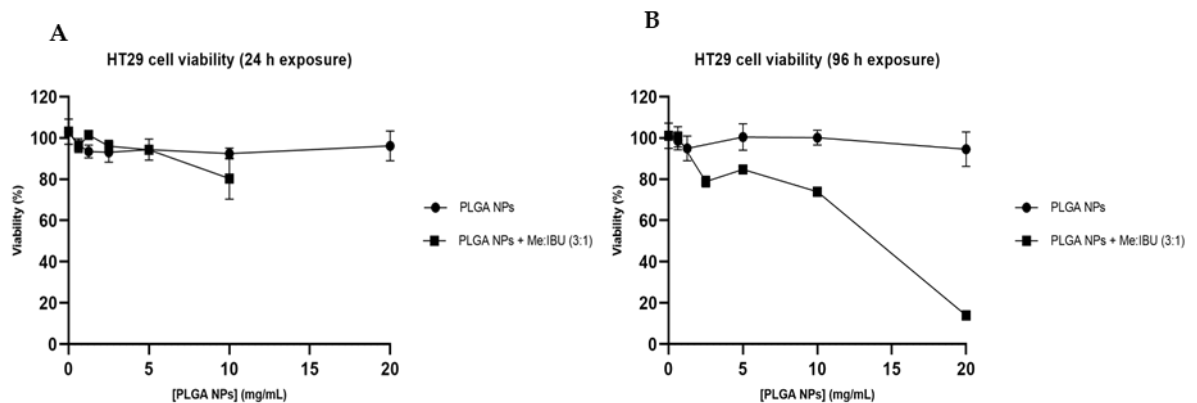 A
HT29 cell viability (24 h exposure)
120
100
80
60
40
20
0
Viability (%)
0 5 10 15 20
[PLGA NPs] (mg/mL)
PLGA NPs
PLGA NPs + Me:IBU (3:1)
B
HT29 cell viability (96 h exposure)
120
100
80
60
40
20
0
Viability (%)
0 5 10 15 20
[PLGA NPs] (mg/mL)
PLGA NPs
PLGA NPs + Me:IBU (3:1)